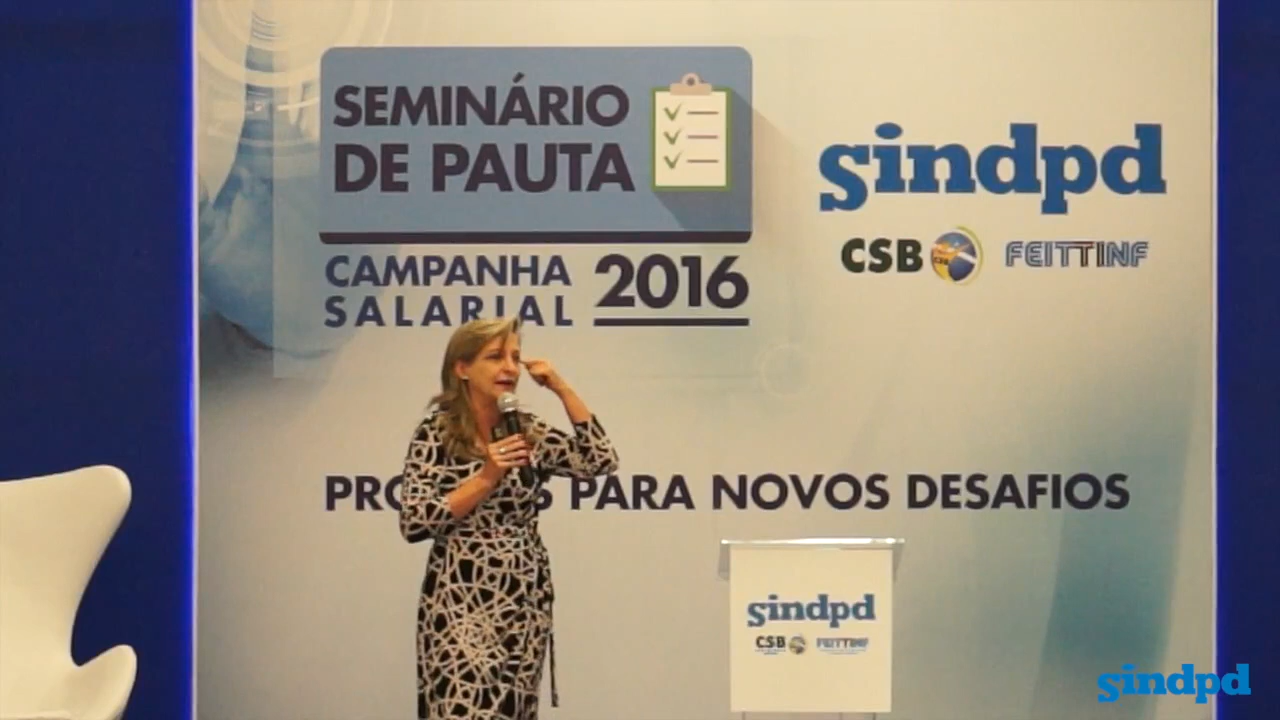 SEMINÁRIO
DE PAUTA
CAMPANHA
SALARIAL
2016
sindpd
CSB
FEITTINF
PARA NOVOS DESAFIOS
sindpd
CSB
FEITTINF
sindpd